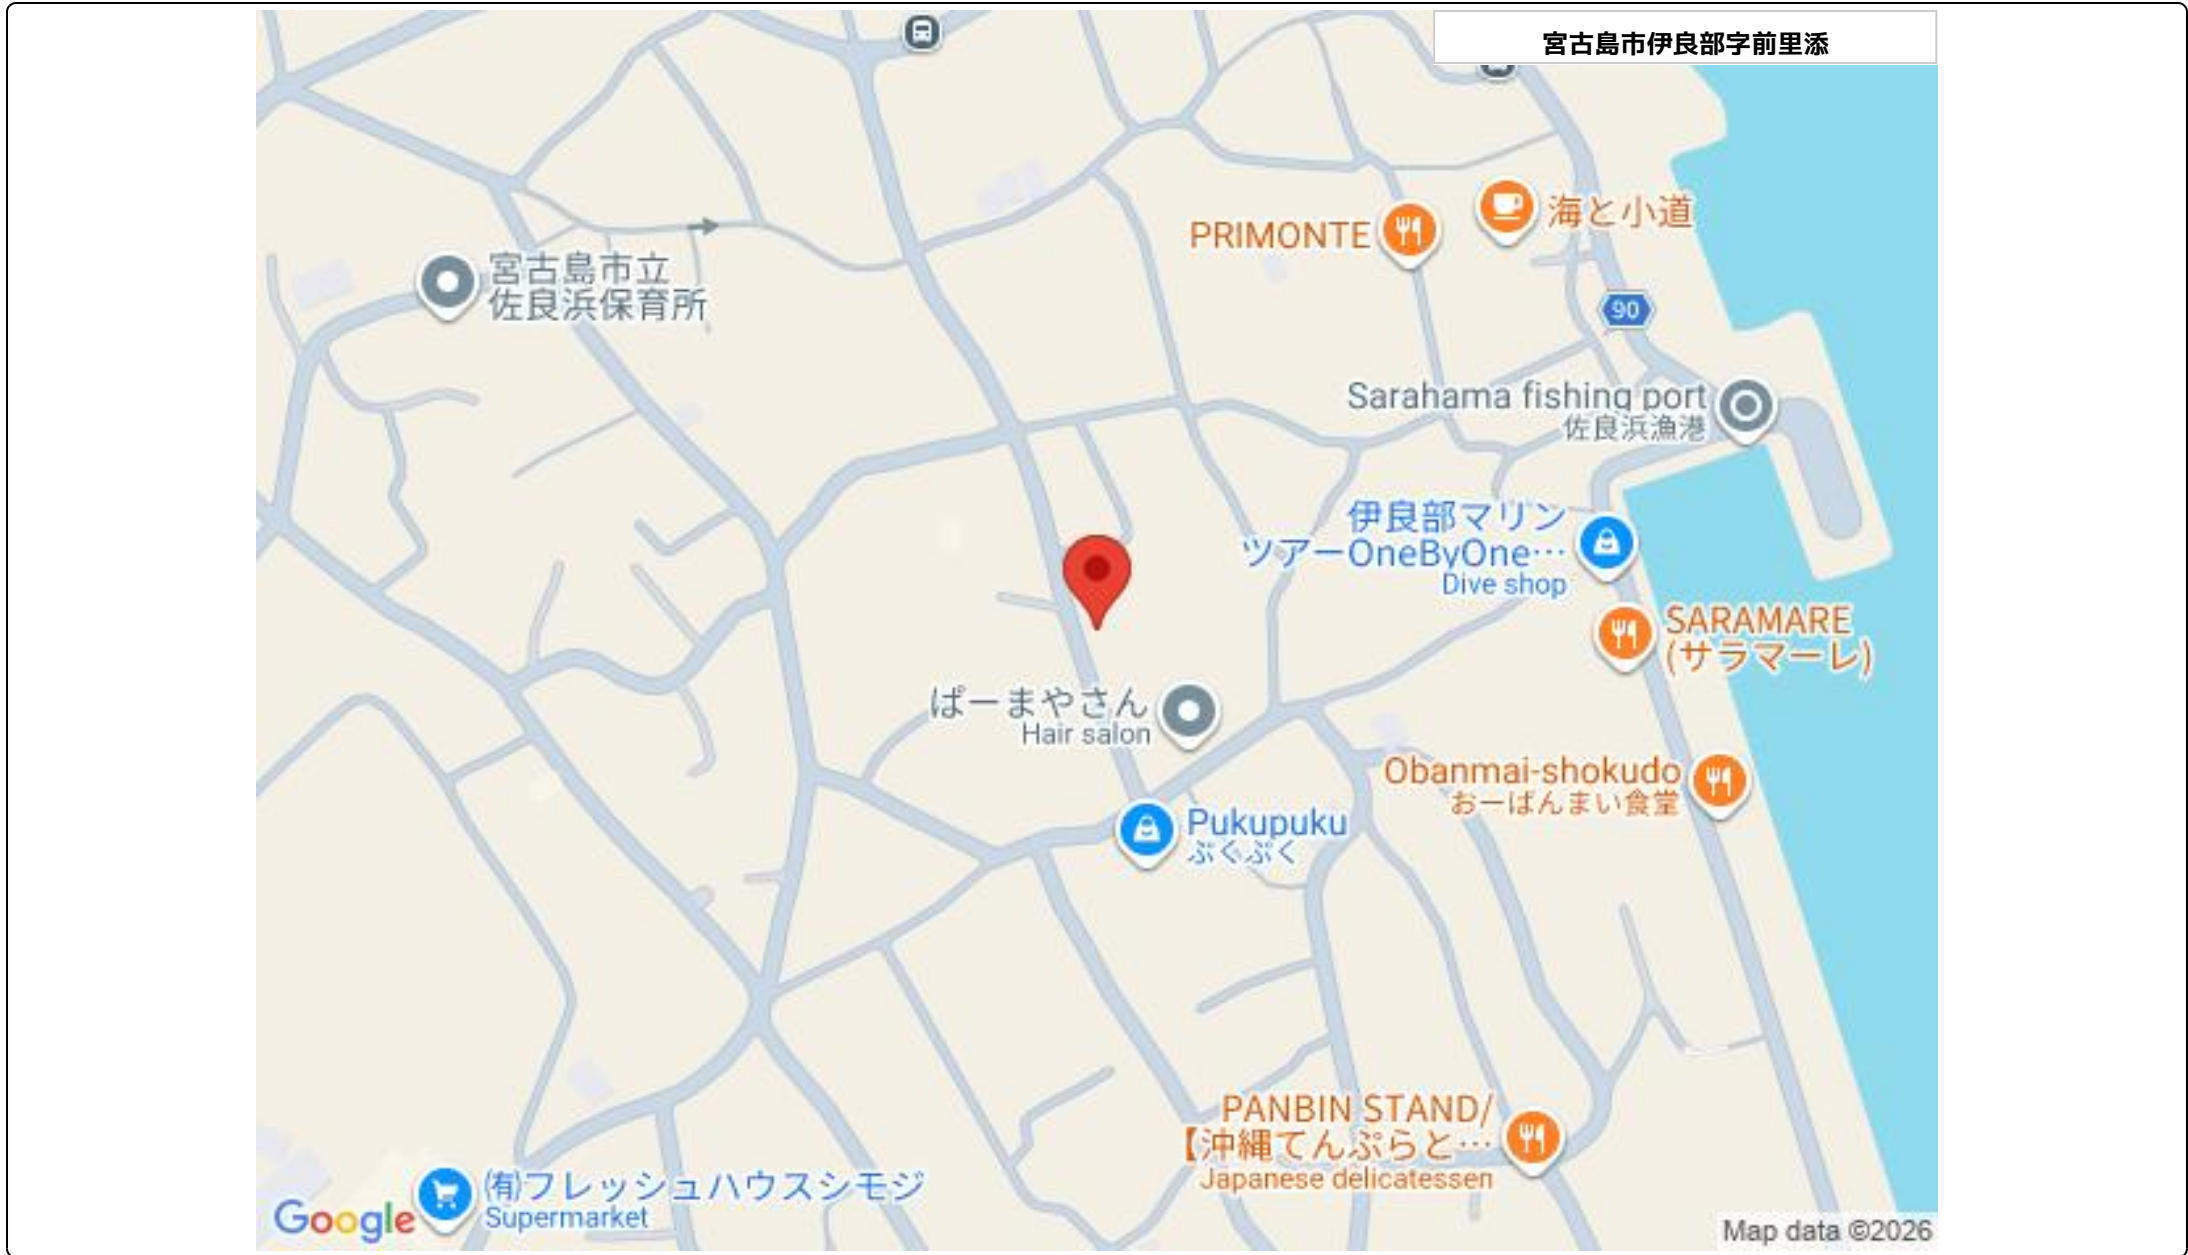 宮古島市伊良部字前里添
PRIMONTE
海と小道
宮古島市立
佐良浜保育所
90
Sarahama fishing port
佐良浜漁港
伊良部マリン
ツアーOneByOne…
Dive shop
SARAMARE
(サラマーレ)
ぱーまやさん
Hair salon
Obanmai-shokudo
おーばんまい食堂
Pukupuku
ぷくぷく
PANBIN STAND/
【沖縄てんぷらと…
Japanese delicatessen
㈲フレッシュハウスシモジ
Supermarket
Google
Map data ©2026